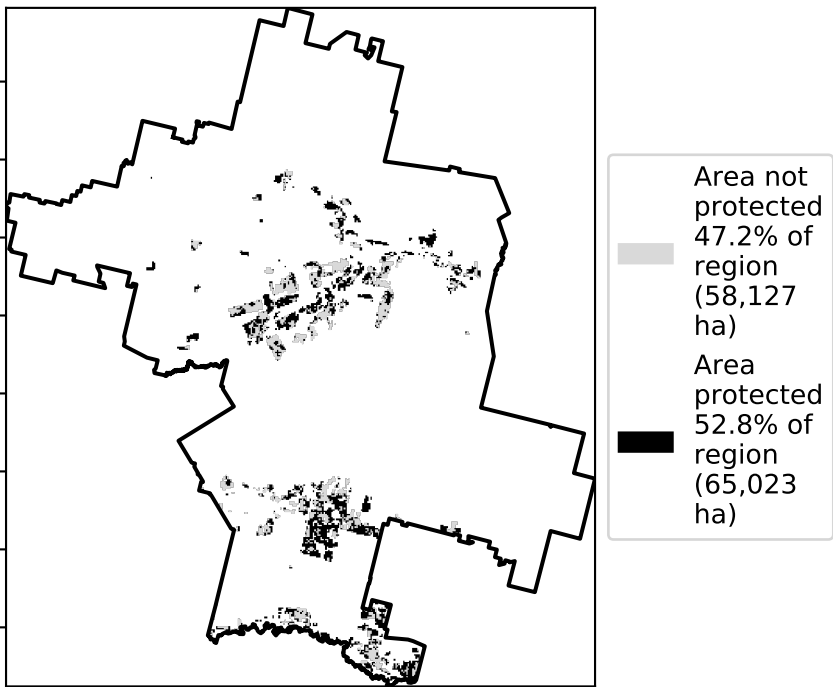 Area not
protected
47.2% of
region
(58,127
ha)
Area
protected
52.8% of
region
(65,023
ha)